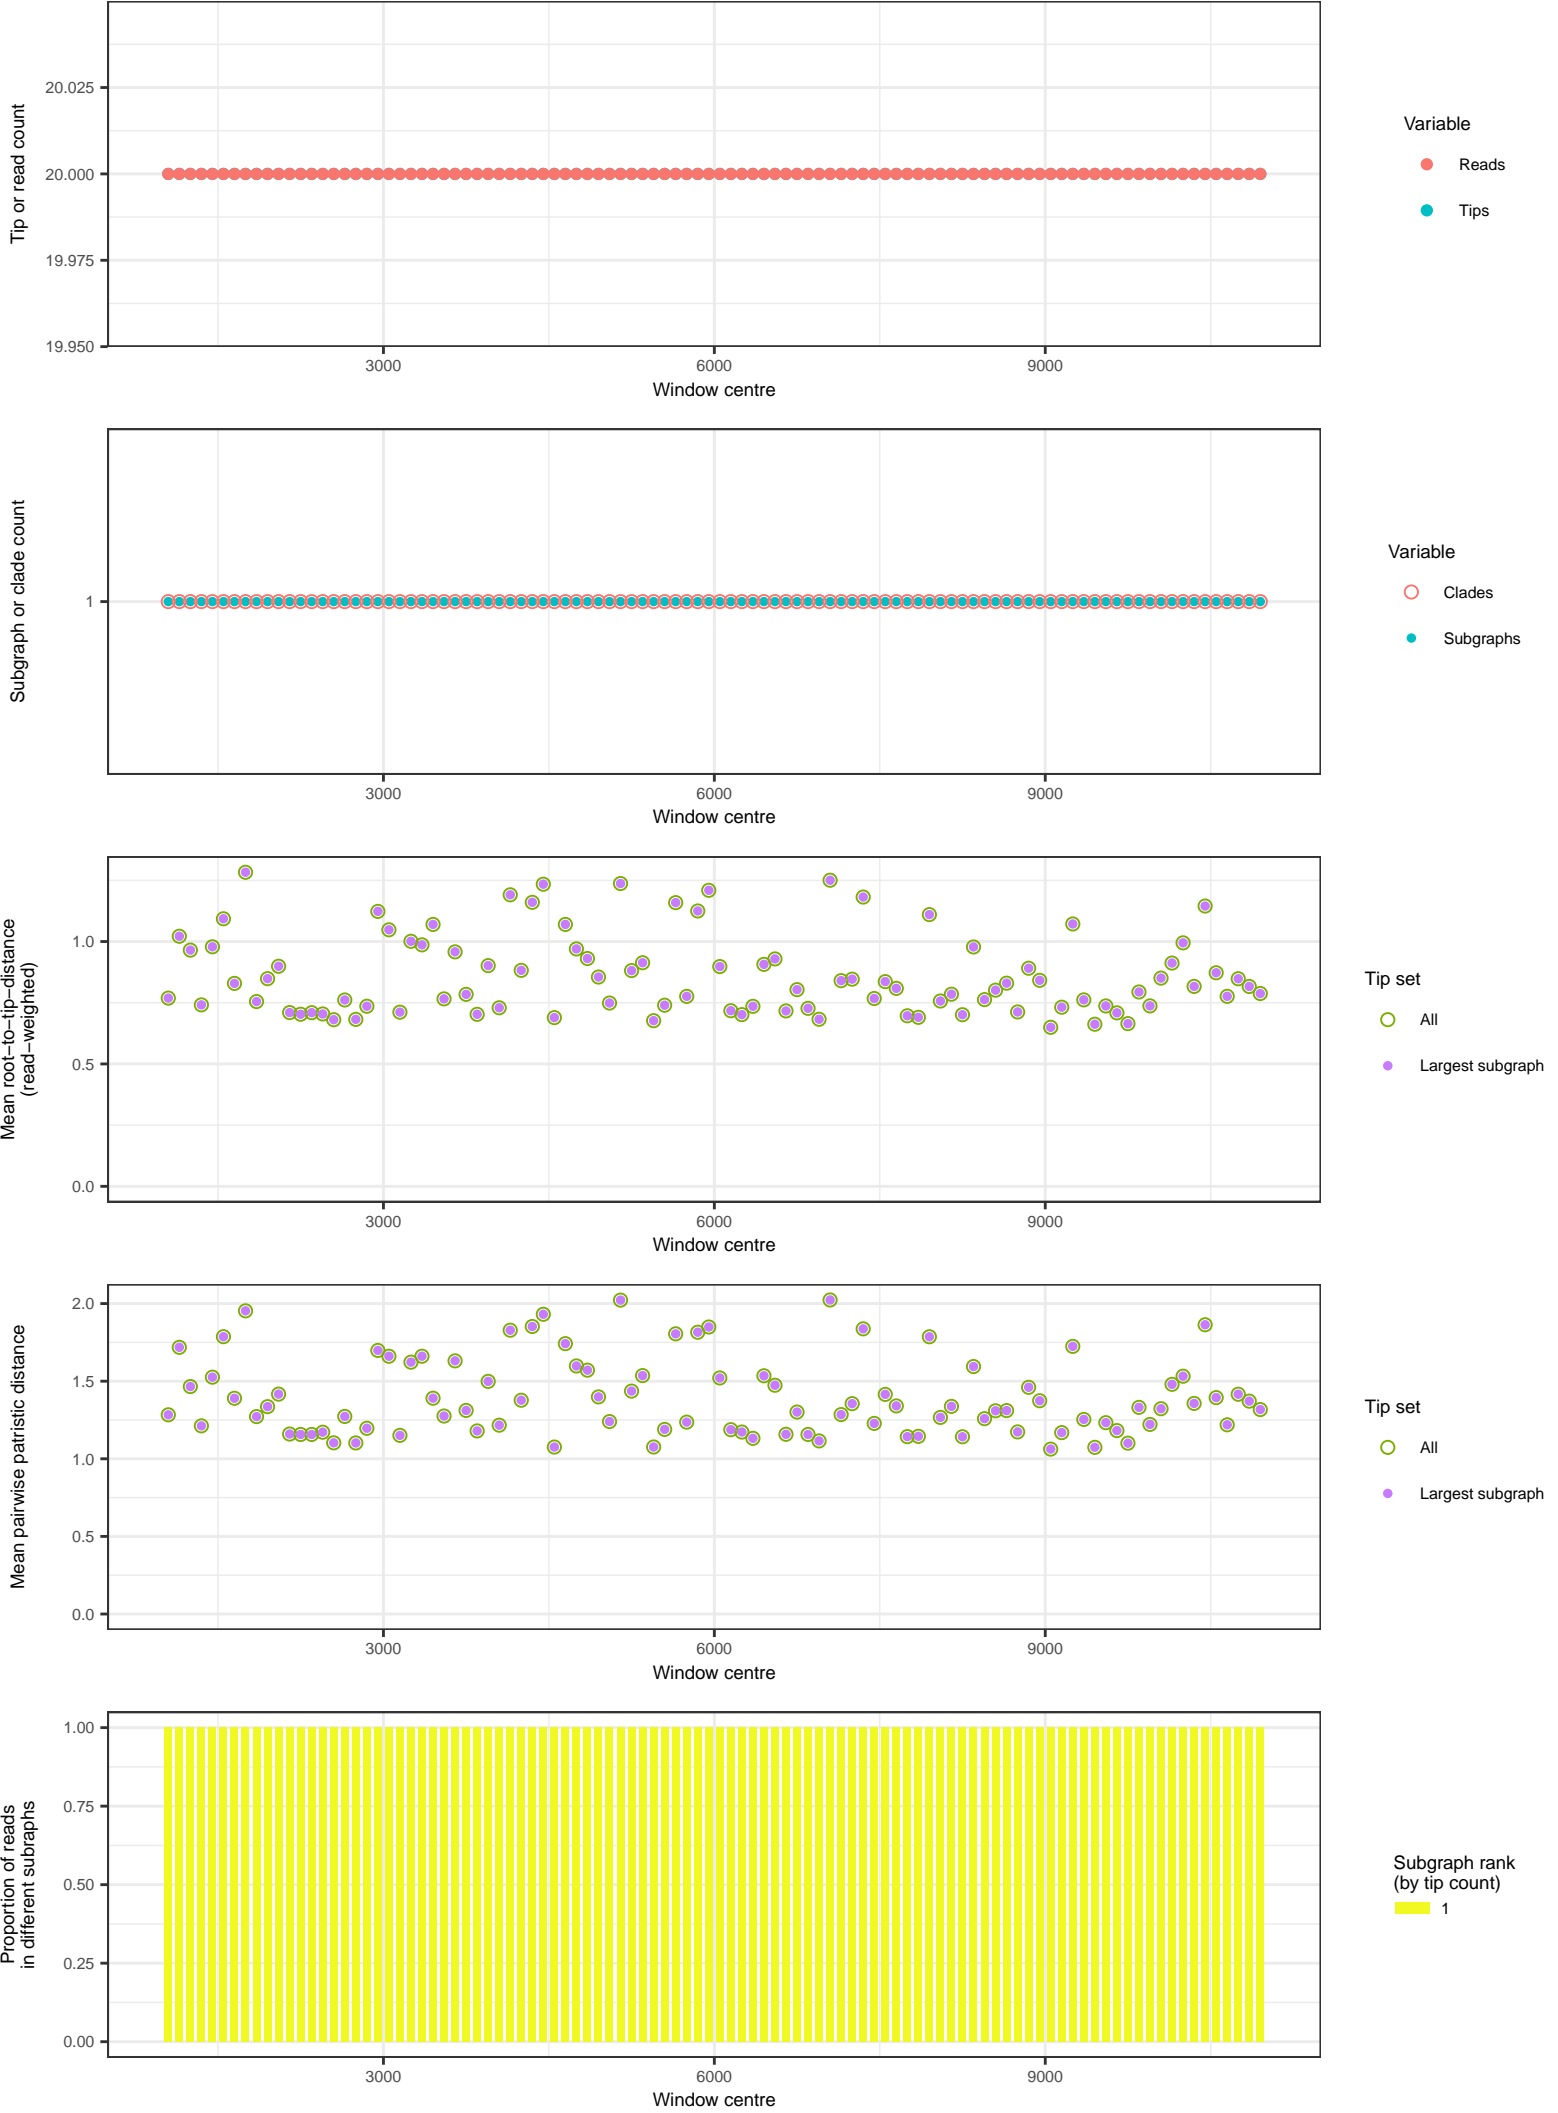 20.025
20.000
19.975
19.950
Tip or read count
3000
6000
9000
Window centre
Variable
Reads
Tips
1
Subgraph or clade count
3000
6000
9000
Window centre
Variable
Clades
Subgraphs
1.0
0.5
0.0
Mean root−to−tip−distance
(read−weighted)
3000
6000
9000
Window centre
Tip set
All
Largest subgraph
2.0
1.5
1.0
0.5
0.0
Mean pairwise patristic distance
3000
6000
9000
Window centre
Tip set
All
Largest subgraph
1.00
0.75
0.50
0.25
0.00
Proportion of reads
in different subraphs
3000
6000
9000
Window centre
Subgraph rank
(by tip count)
1